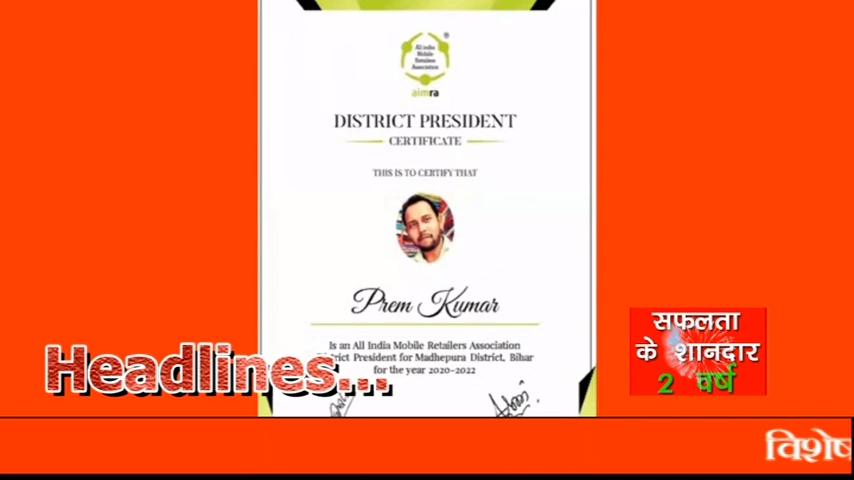 All india
Mobile
Retailers
Association
®
aimra
DISTRICT PRESIDENT
CERTIFICATE
THIS IS TO CERTIFY THAT
Prem Kumar
Is an All India Mobile Retailers Association
District President for Madhepura District, Bihar
for the year 2020-2022
सफलता
के शानदार
2 वर्ष
Headlines...
विशेष